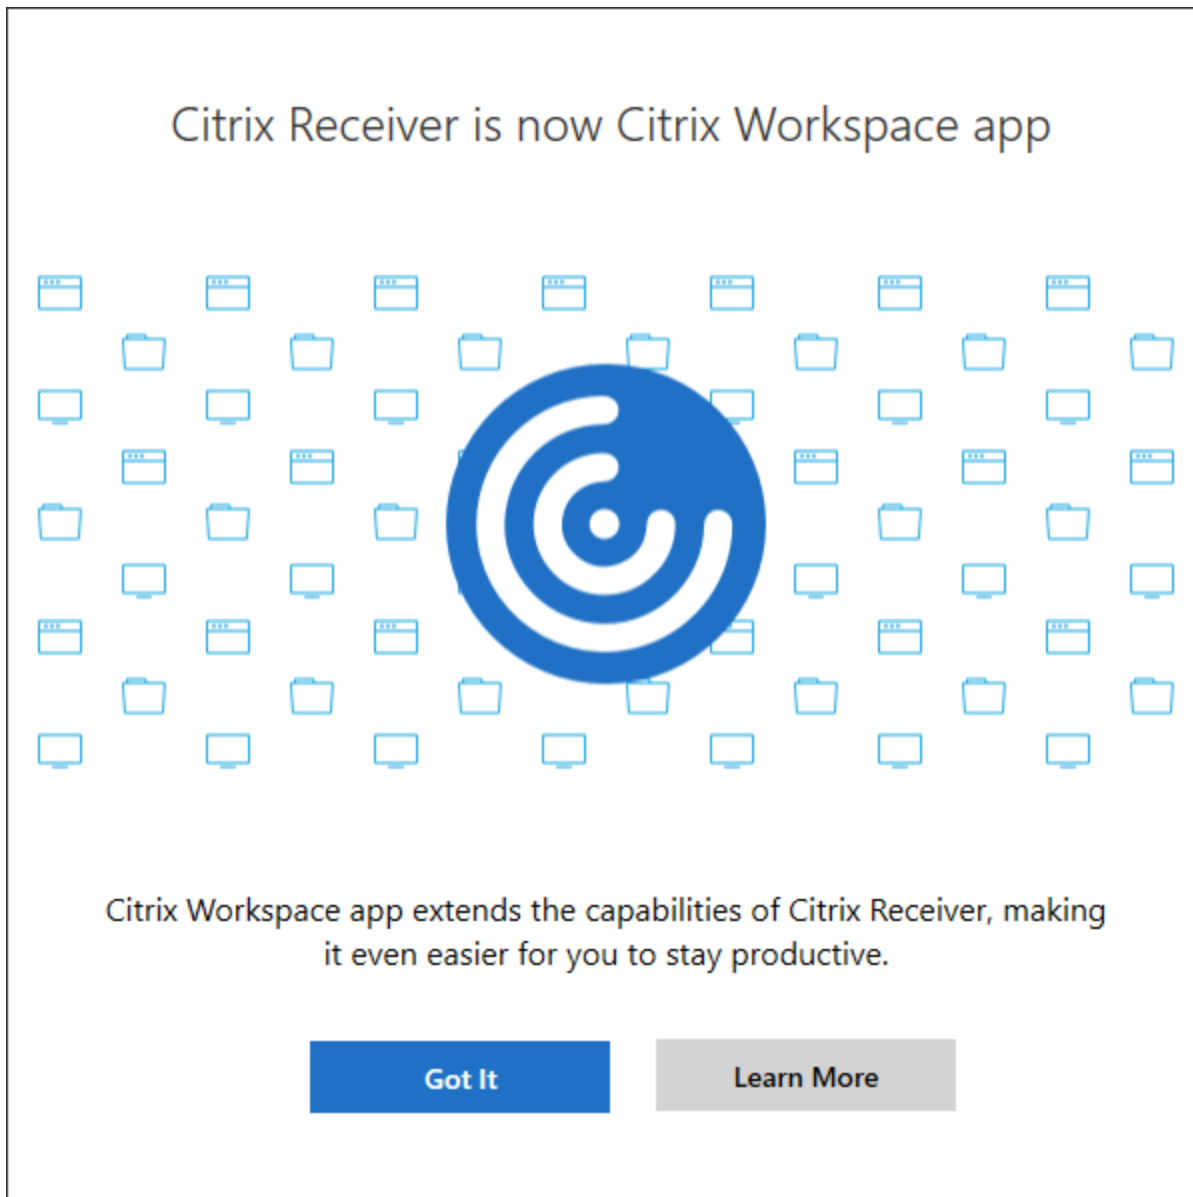 Citrix Receiver is now Citrix Workspace app
Citrix Workspace app extends the capabilities of Citrix Receiver, making
it even easier for you to stay productive.
Got It
Learn More